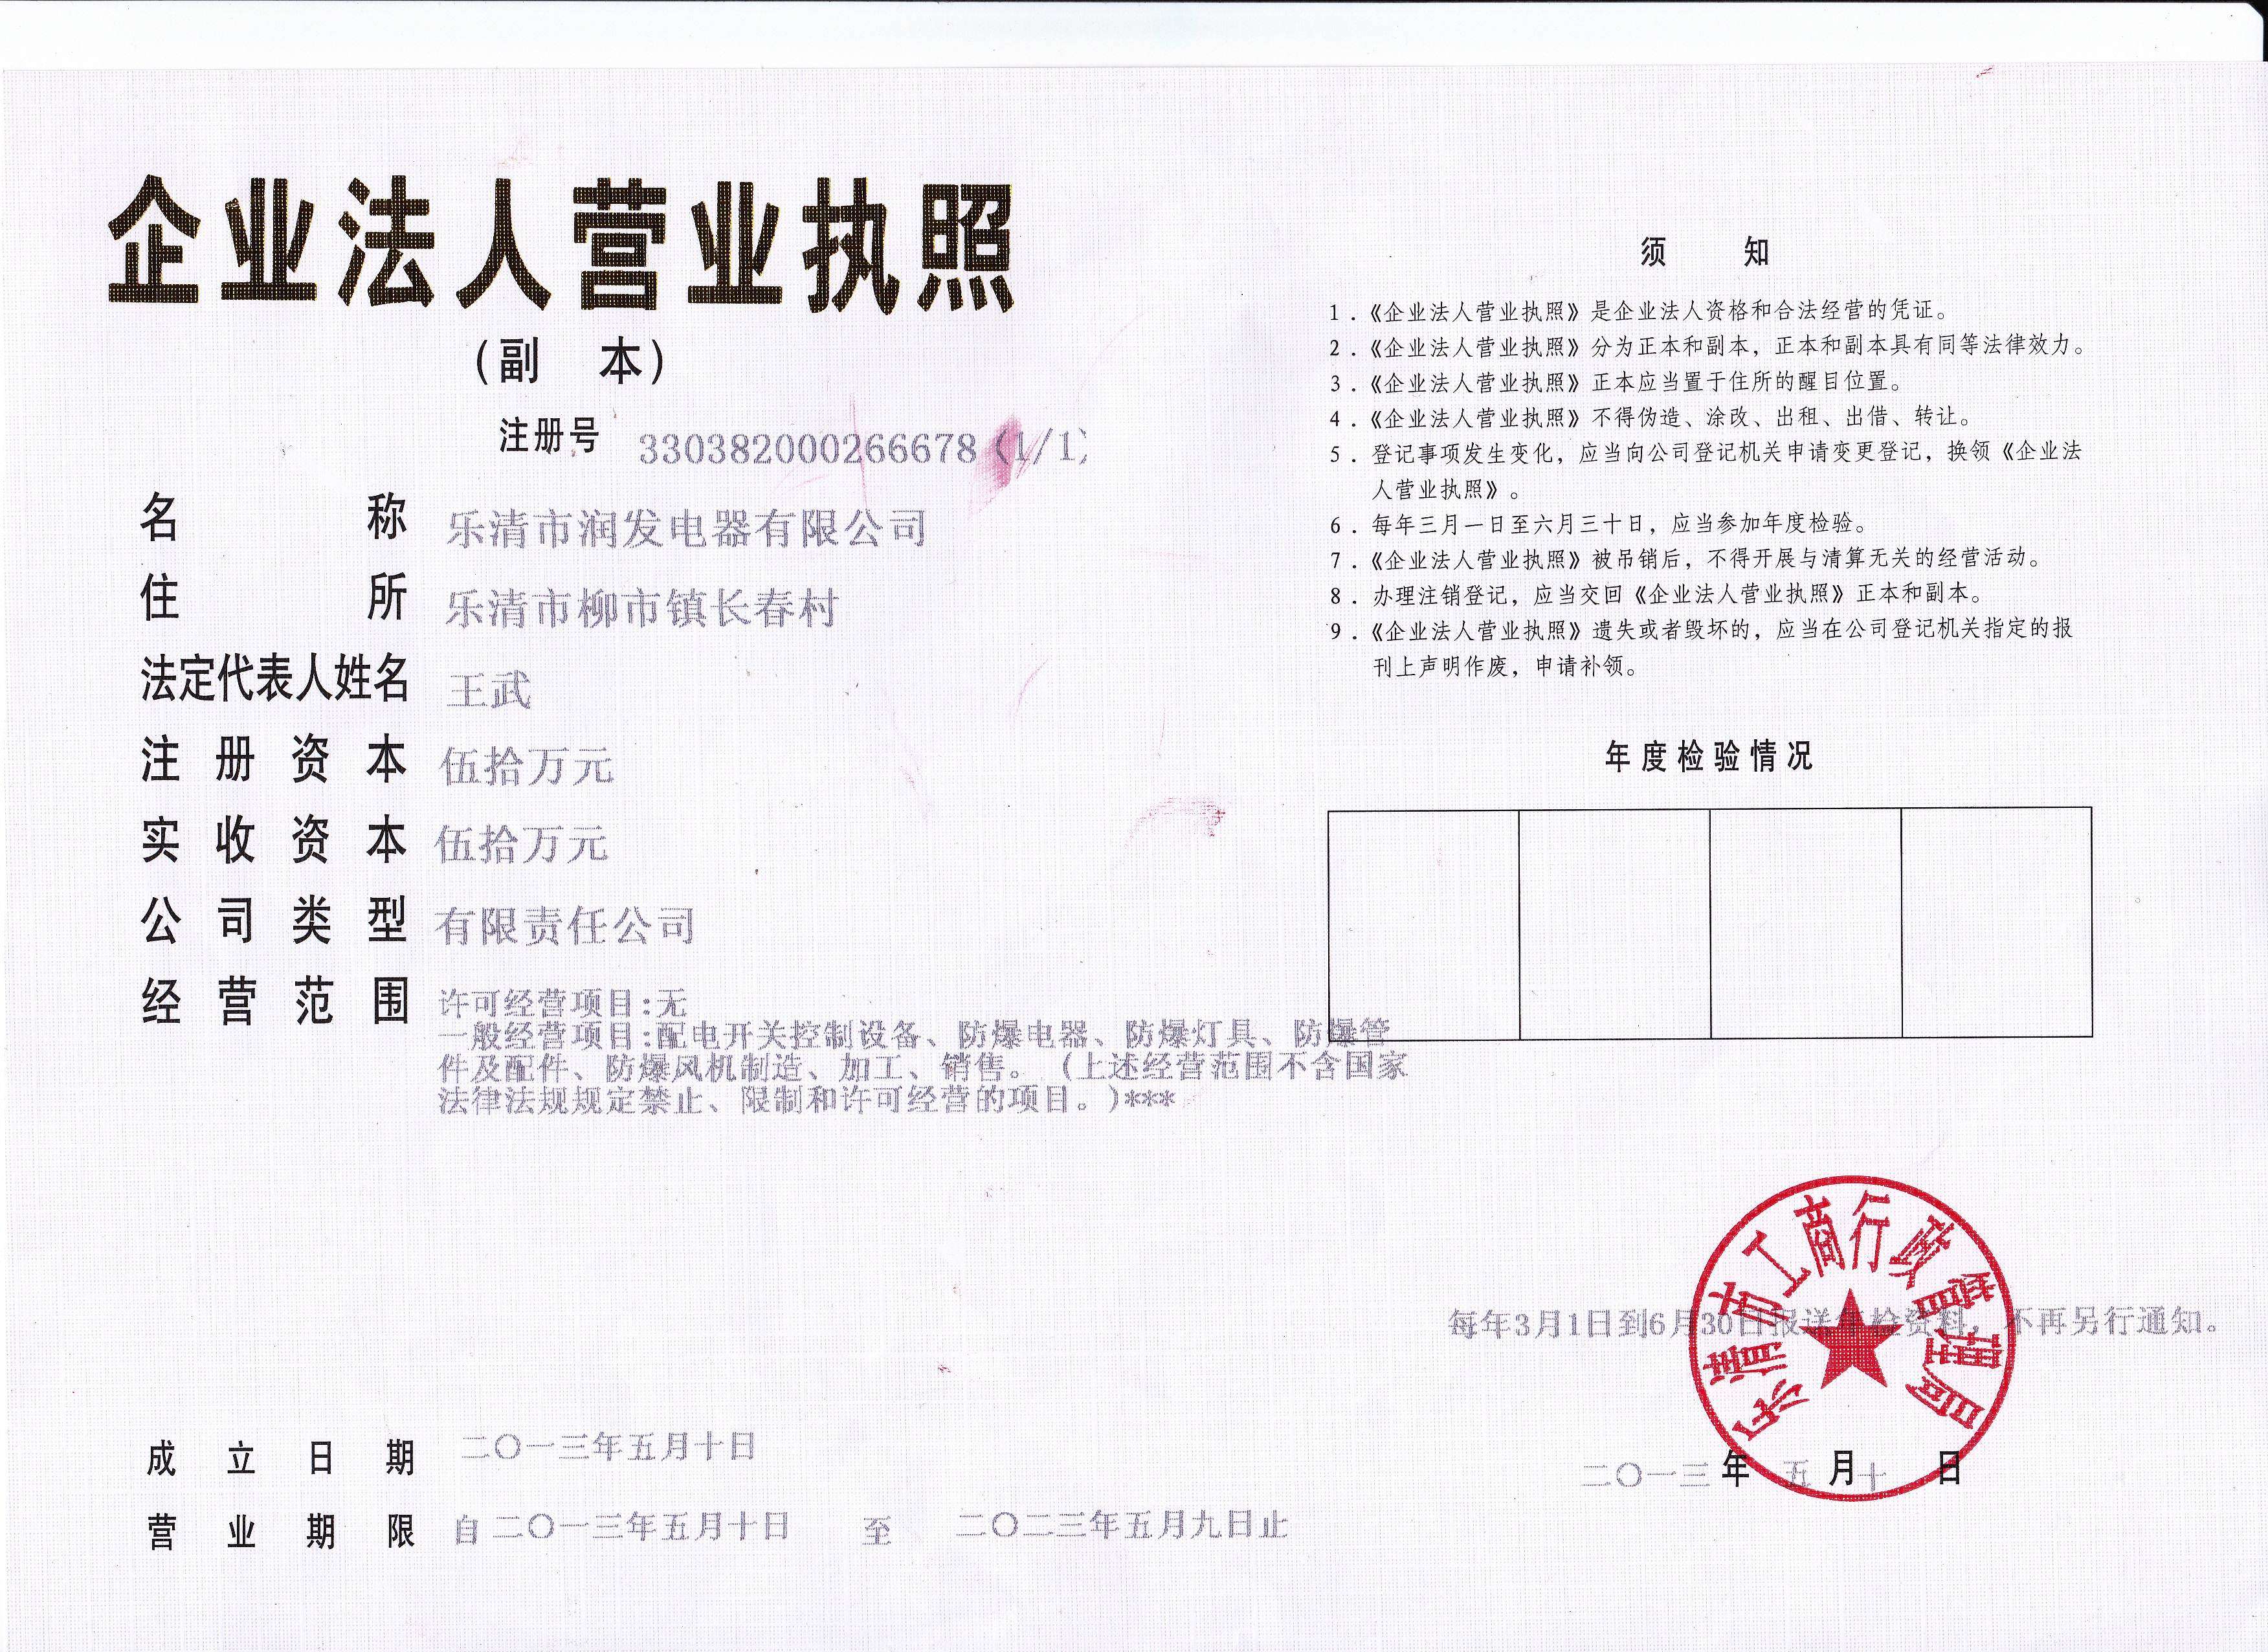 企业法人营业执照
（副 本）
注册号 330382000266678 (1/1)
名 称 乐清市润发电器有限公司
住 所 乐清市柳市镇长春村
法定代表人姓名 王武
注册资本 伍拾万元
实收资本 伍拾万元
公司类型 有限责任公司
经营范围 许可经营项目:无
一般经营项目:配电开关控制设备、防爆电器、防爆灯具、防爆管
件及配件、防爆风机制造、加工、销售。（上述经营范围不含国家
法律法规规定禁止、限制和许可经营的项目。)***
成立日期 二〇一三年五月十日
营业期限 自二〇一三年五月十日 至 二〇二三年五月九日止
须 知
1．《企业法人营业执照》是企业法人资格和合法经营的凭证。
2．《企业法人营业执照》分为正本和副本，正本和副本具有同等法律效力。
3．《企业法人营业执照》正本应当置于住所的醒目位置。
4．《企业法人营业执照》不得伪造、涂改、出租、出借、转让。
5．登记事项发生变化，应当向公司登记机关申请变更登记，换领《企业法
人营业执照》。
6．每年三月一日至六月三十日，应当参加年度检验。
7．《企业法人营业执照》被吊销后，不得开展与清算无关的经营活动。
8．办理注销登记，应当交回《企业法人营业执照》正本和副本。
9．《企业法人营业执照》遗失或者毁坏的，应当在公司登记机关指定的报
刊上声明作废，申请补领。
年度检验情况
乐清市工商行政管理局
每年3月1日到6月30日报送年检资料，不再另行通知。
二〇一三年 五 月十 日